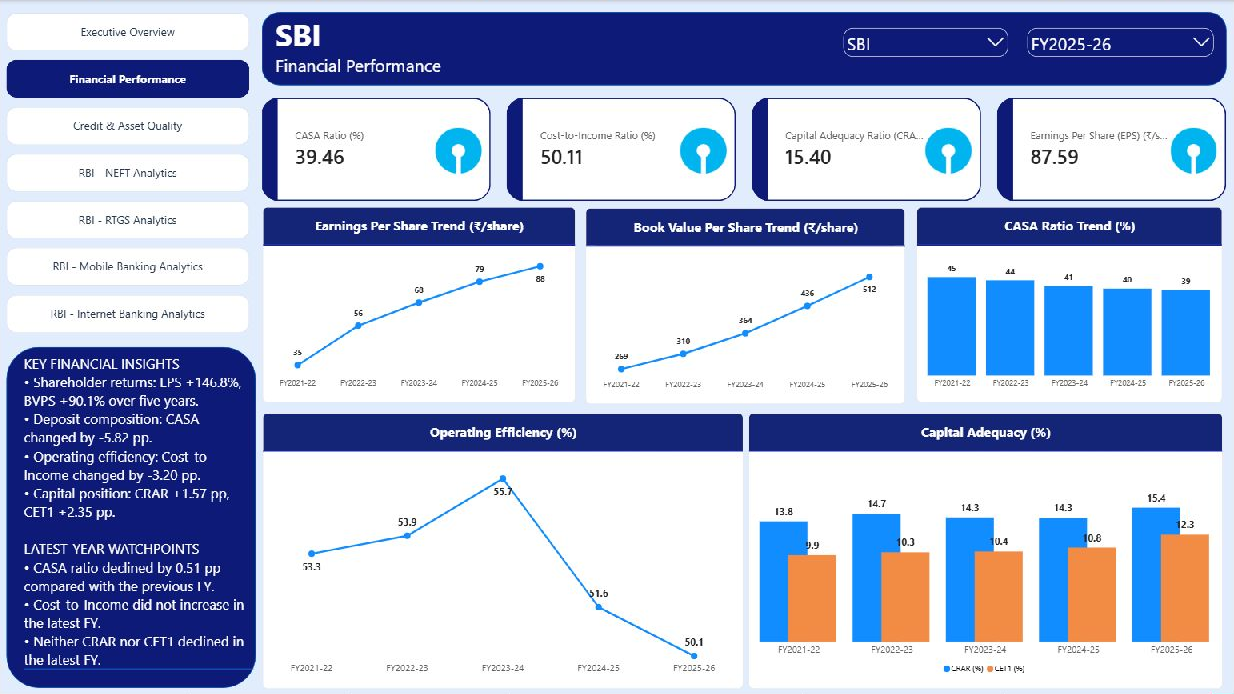 Executive Overview
Financial Performance
Credit & Asset Quality
RBI - NEFT Analytics
RBI - RTGS Analytics
RBI - Mobile Banking Analytics
RBI - Internet Banking Analytics
KEY FINANCIAL INSIGHTS
• Shareholder returns: EPS +146.8%,
BVPS +90.1% over five years.
• Deposit composition: CASA
changed by -5.82 pp.
• Operating efficiency: Cost-to-
Income changed by -3.20 pp.
• Capital position: CRAR +1.57 pp,
CET1 +2.35 pp.
LATEST-YEAR WATCHPOINTS
• CASA ratio declined by 0.51 pp
compared with the previous FY.
• Cost-to-Income did not increase in
the latest FY.
• Neither CRAR nor CET1 declined in
the latest FY.
SBI
Financial Performance
SBI
FY2025-26
CASA Ratio (%)
39.46
Cost-to-Income Ratio (%)
50.11
Capital Adequacy Ratio (CRA...
15.40
Earnings Per Share (EPS) (₹/s...
87.59
Earnings Per Share Trend (₹/share)
35
56
68
79
88
FY2021-22 FY2022-23 FY2023-24 FY2024-25 FY2025-26
Book Value Per Share Trend (₹/share)
269
310
364
436
512
FY2021-22 FY2022-23 FY2023-24 FY2024-25 FY2025-26
CASA Ratio Trend (%)
45 44 41 40 39
FY2021-22 FY2022-23 FY2023-24 FY2024-25 FY2025-26
Operating Efficiency (%)
53.3
53.9
55.7
51.6
50.1
FY2021-22 FY2022-23 FY2023-24 FY2024-25 FY2025-26
Capital Adequacy (%)
13.8 14.7 14.3 14.3 15.4
9.9 10.3 10.4 10.8 12.3
FY2021-22 FY2022-23 FY2023-24 FY2024-25 FY2025-26
CRAR (%) CET1 (%)